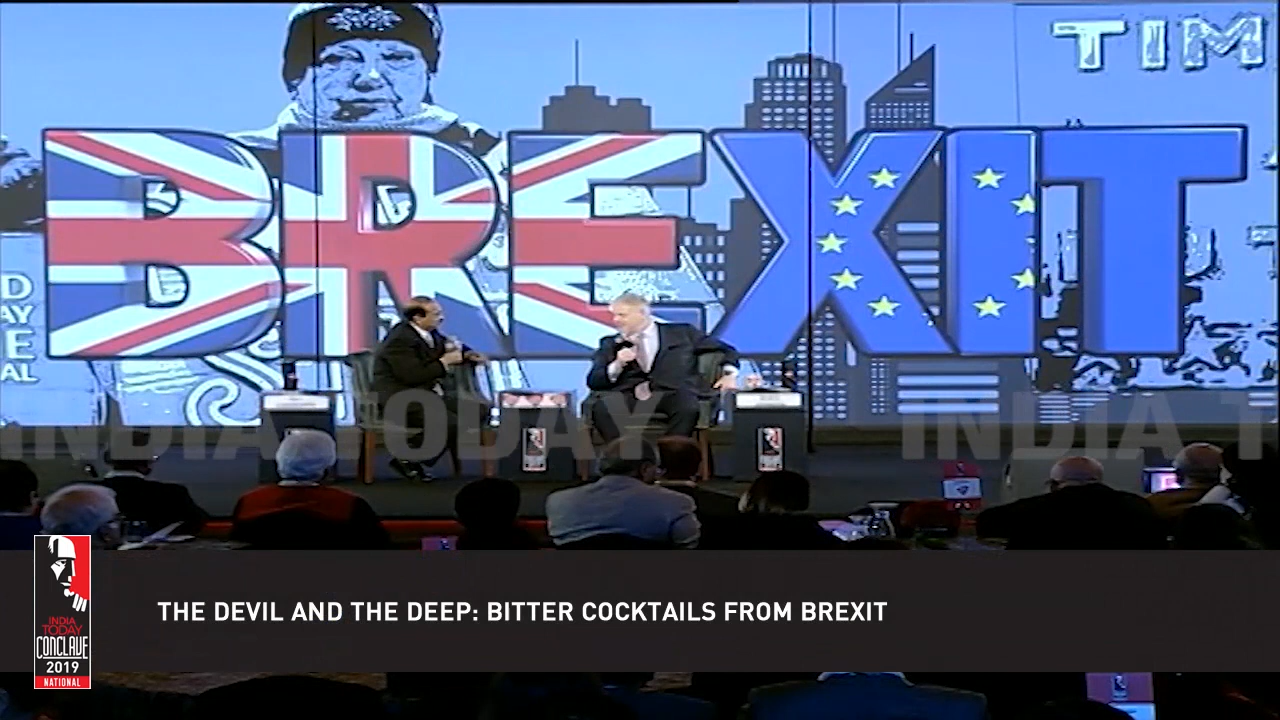 TIM
BREXIT
D
AY
E
AL
INDIA TODAY
INDIA T
THE DEVIL AND THE DEEP: BITTER COCKTAILS FROM BREXIT
INDIA
TODAY
CONCLAVE
2019
NATIONAL